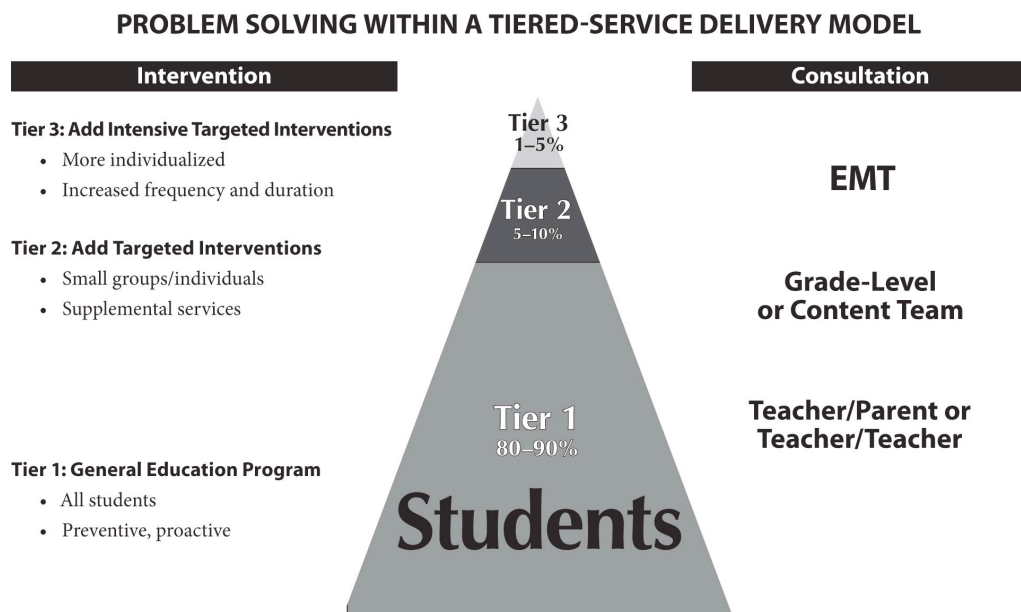 PROBLEM SOLVING WITHIN A TIERED-SERVICE DELIVERY MODEL
Intervention
Tier 3: Add Intensive Targeted Interventions
• More individualized
• Increased frequency and duration
Tier 2: Add Targeted Interventions
• Small groups/individuals
• Supplemental services
Tier 1: General Education Program
• All students
• Preventive, proactive
Tier 3
1–5%
Tier 2
5–10%
Tier 1
80–90%
Students
Consultation
EMT
Grade-Level
or Content Team
Teacher/Parent or
Teacher/Teacher